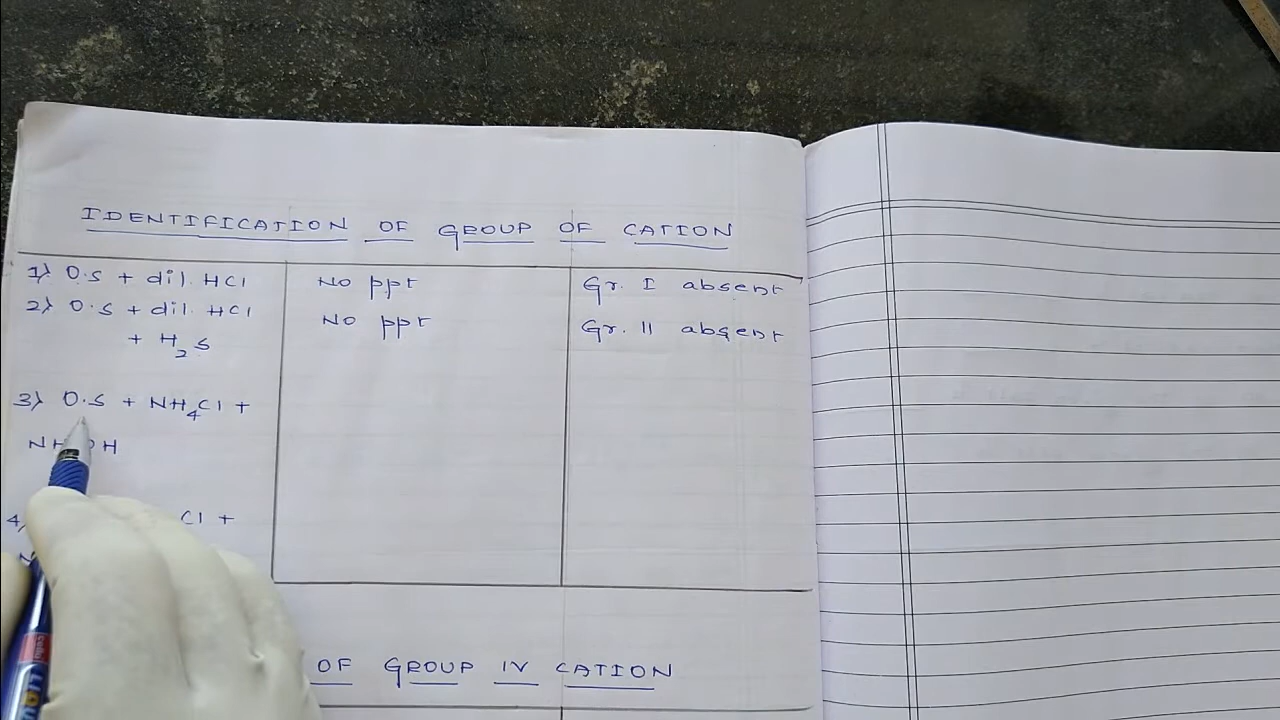 IDENTIFICATION OF GROUP OF CATION
1) O.S + dil. HCl No ppt Gr. I absent
2) O.S + dil. HCl No ppt Gr. II absent
+ H₂S
3) O.S + NH₄Cl +
4) Cl +
OF GROUP IV CATION